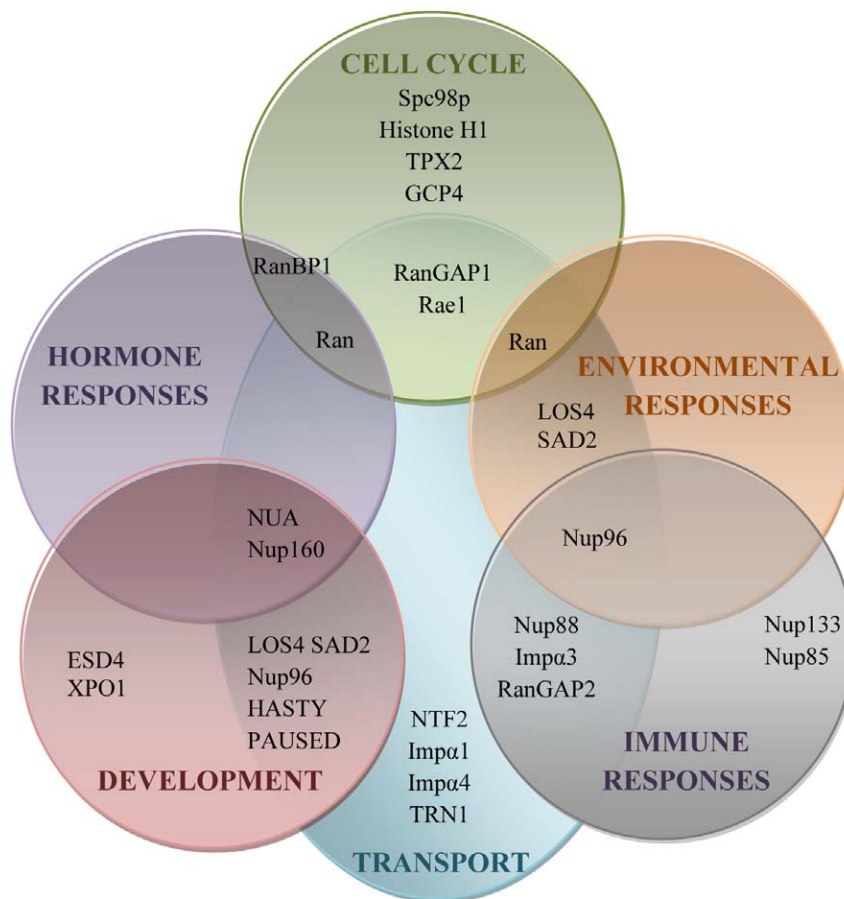 CELL CYCLE
Spc98p
Histone H1
TPX2
GCP4
RanBP1
RanGAP1
Rae1
Ran
Ran
HORMONE
RESPONSES
ENVIRONMENTAL
RESPONSES
LOS4
SAD2
NUA
Nup160
Nup96
ESD4
XPO1
LOS4 SAD2
Nup96
HASTY
PAUSED
Nup88
Impα3
RanGAP2
Nup133
Nup85
NTF2
Impα1
Impα4
TRN1
DEVELOPMENT
IMMUNE
RESPONSES
TRANSPORT